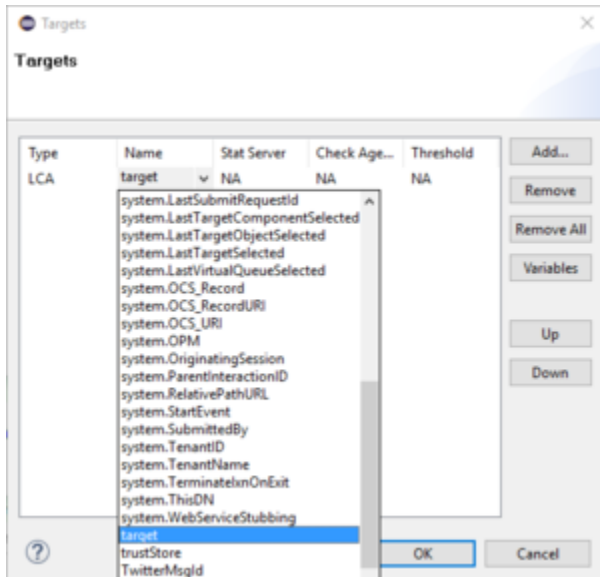 Targets
Targets
Type Name Stat Server Check Age... Threshold
LCA target NA NA NA
system.LastSubmitRequestId
system.LastTargetComponentSelected
system.LastTargetObjectSelected
system.LastTargetSelected
system.LastVirtualQueueSelected
system.OCS_Record
system.OCS_RecordURI
system.OCS_URI
system.OPM
system.OriginatingSession
system.ParentInteractionID
system.RelativePathURL
system.StartEvent
system.SubmittedBy
system.TenantID
system.TenantName
system.TerminateIxnOnExit
system.ThisDN
system.WebServiceStubbing
target
trustStore
TwitterMsgId
Add...
Remove
Remove All
Variables
Up
Down
?
OK Cancel